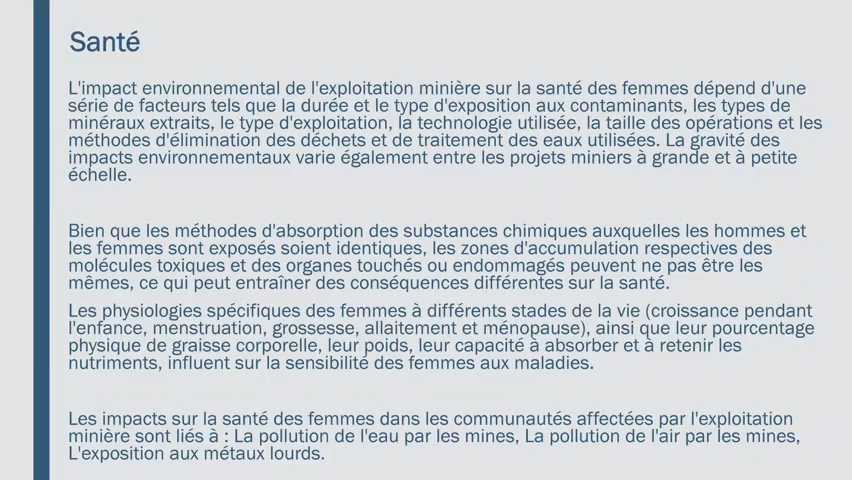 Santé
L'impact environnemental de l'exploitation minière sur la santé des femmes dépend d'une
série de facteurs tels que la durée et le type d'exposition aux contaminants, les types de
minéraux extraits, le type d'exploitation, la technologie utilisée, la taille des opérations et les
méthodes d'élimination des déchets et de traitement des eaux utilisées. La gravité des
impacts environnementaux varie également entre les projets miniers à grande et à petite
échelle.
Bien que les méthodes d'absorption des substances chimiques auxquelles les hommes et
les femmes sont exposés soient identiques, les zones d'accumulation respectives des
molécules toxiques et des organes touchés ou endommagés peuvent ne pas être les
mêmes, ce qui peut entraîner des conséquences différentes sur la santé.
Les physiologies spécifiques des femmes à différents stades de la vie (croissance pendant
l'enfance, menstruation, grossesse, allaitement et ménopause), ainsi que leur pourcentage
physique de graisse corporelle, leur poids, leur capacité à absorber et à retenir les
nutriments, influent sur la sensibilité des femmes aux maladies.
Les impacts sur la santé des femmes dans les communautés affectées par l'exploitation
minière sont liés à : La pollution de l'eau par les mines, La pollution de l'air par les mines,
L'exposition aux métaux lourds.